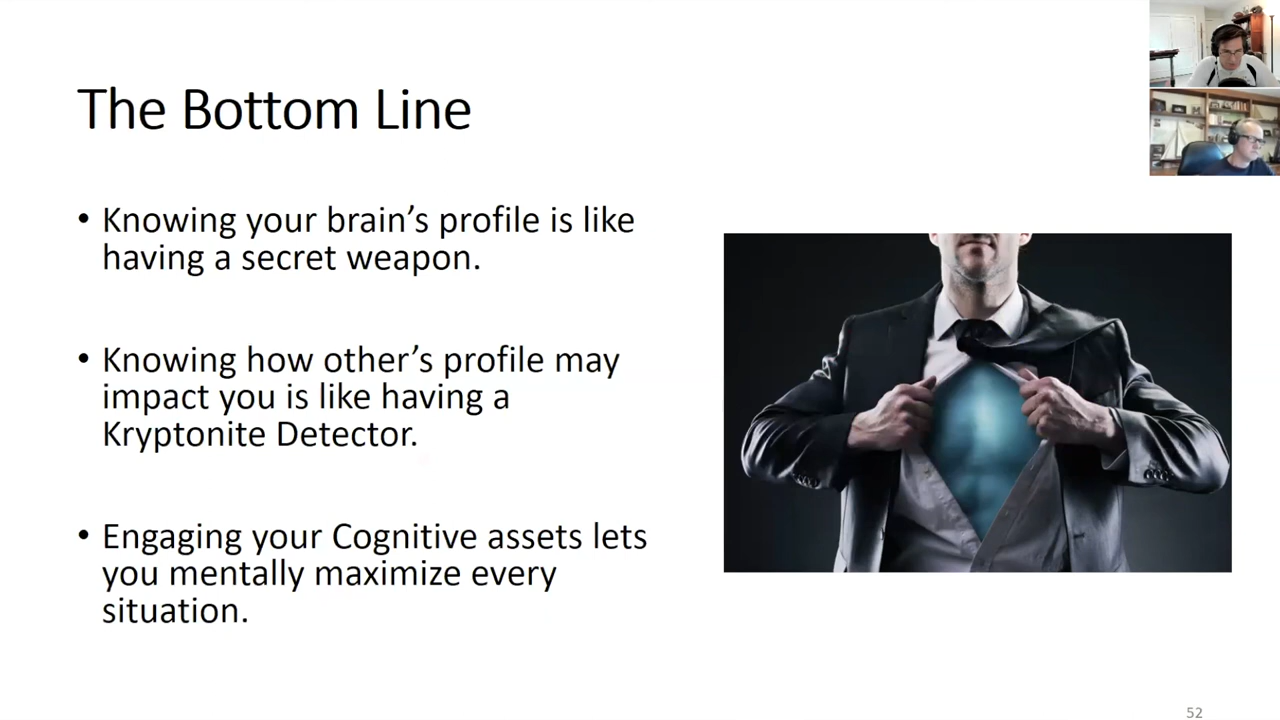 The Bottom Line
• Knowing your brain’s profile is like
having a secret weapon.
• Knowing how other’s profile may
impact you is like having a
Kryptonite Detector.
• Engaging your Cognitive assets lets
you mentally maximize every
situation.
52